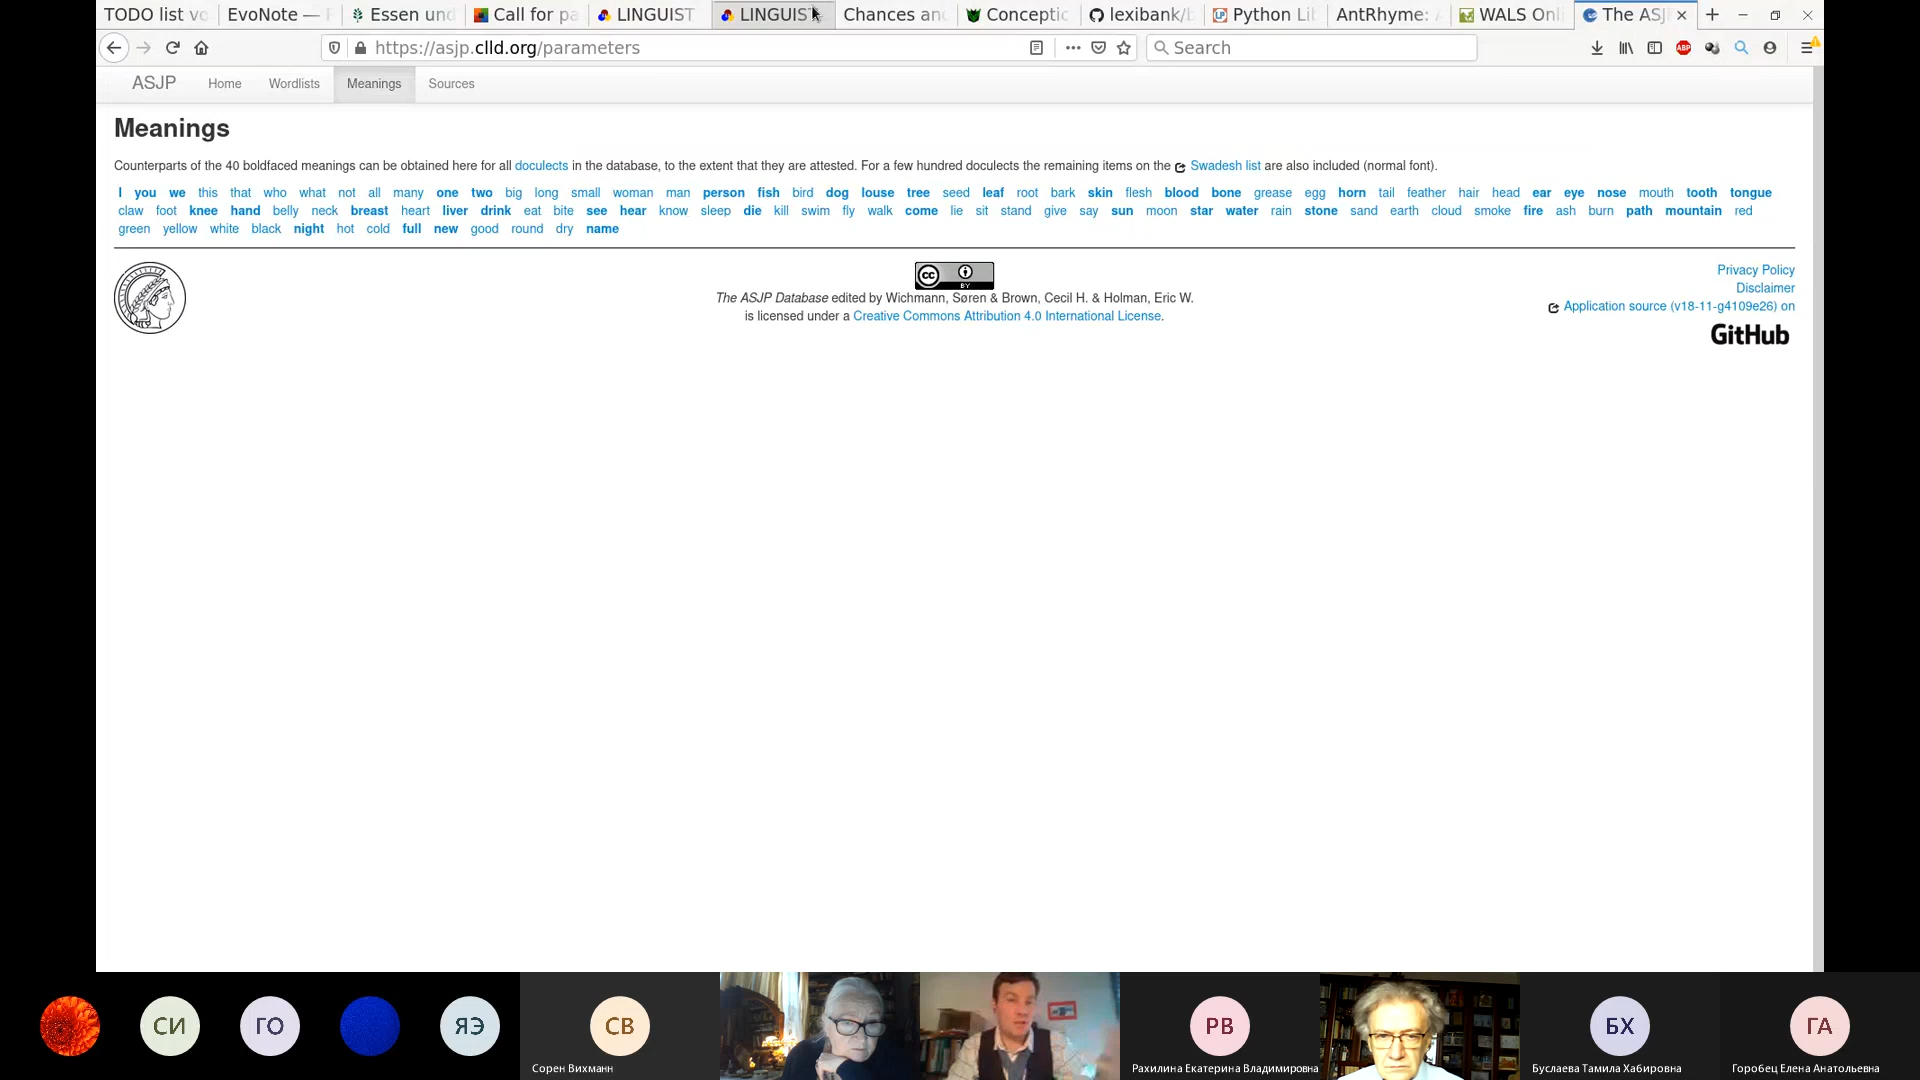 TODO list EvoNote — Essen und Call for pa LINGUIST LINGUIST Chances an Conceptic lexibank/ Python Li AntRhyme: WALS Onl The ASJ
https://asjp.clld.org/parameters ABP Search
ASJP Home Wordlists Meanings Sources
Meanings
Counterparts of the 40 boldfaced meanings can be obtained here for all doculects in the database, to the extent that they are attested. For a few hundred doculects the remaining items on the Swadesh list are also included (normal font).
I you we this that who what not all many one two big long small woman man person fish bird dog louse tree seed leaf root bark skin flesh blood bone grease egg horn tail feather hair head ear eye nose mouth tooth tongue
claw foot knee hand belly neck breast heart liver drink eat bite see hear know sleep die kill swim fly walk come lie sit stand give say sun moon star water rain stone sand earth cloud smoke fire ash burn path mountain red
green yellow white black night hot cold full new good round dry name
cc BY
The ASJP Database edited by Wichmann, Søren & Brown, Cecil H. & Holman, Eric W.
is licensed under a Creative Commons Attribution 4.0 International License.
Privacy Policy
Disclaimer
Application source (v18-11-g4109e26) on
GitHub
СИ ГО ЯЭ СВ РВ БХ ГА
Сорен Вихманн Рахилина Екатерина Владимировна Буслаева Тамила Хабировна Горобец Елена Анатольевна